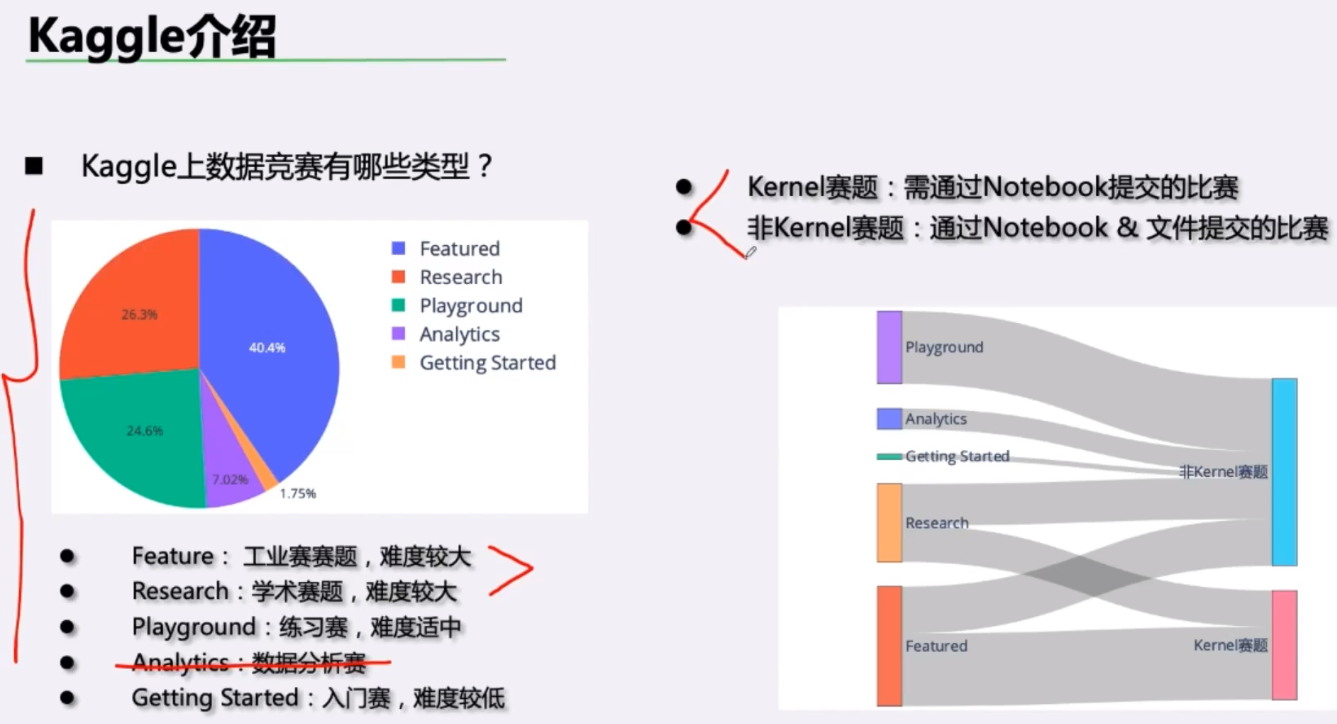 Kaggle介绍
Kaggle上数据竞赛有哪些类型？
Featured
Research
Playground
Analytics
Getting Started
26.3%
40.4%
24.6%
7.02%
1.75%
Feature： 工业赛赛题，难度较大
Research：学术赛题，难度较大
Playground：练习赛，难度适中
Analytics：数据分析赛
Getting Started：入门赛，难度较低
Kernel赛题：需通过Notebook提交的比赛
非Kernel赛题：通过Notebook & 文件提交的比赛
Playground
Analytics
Getting Started
非Kernel赛题
Research
Featured
Kernel赛题